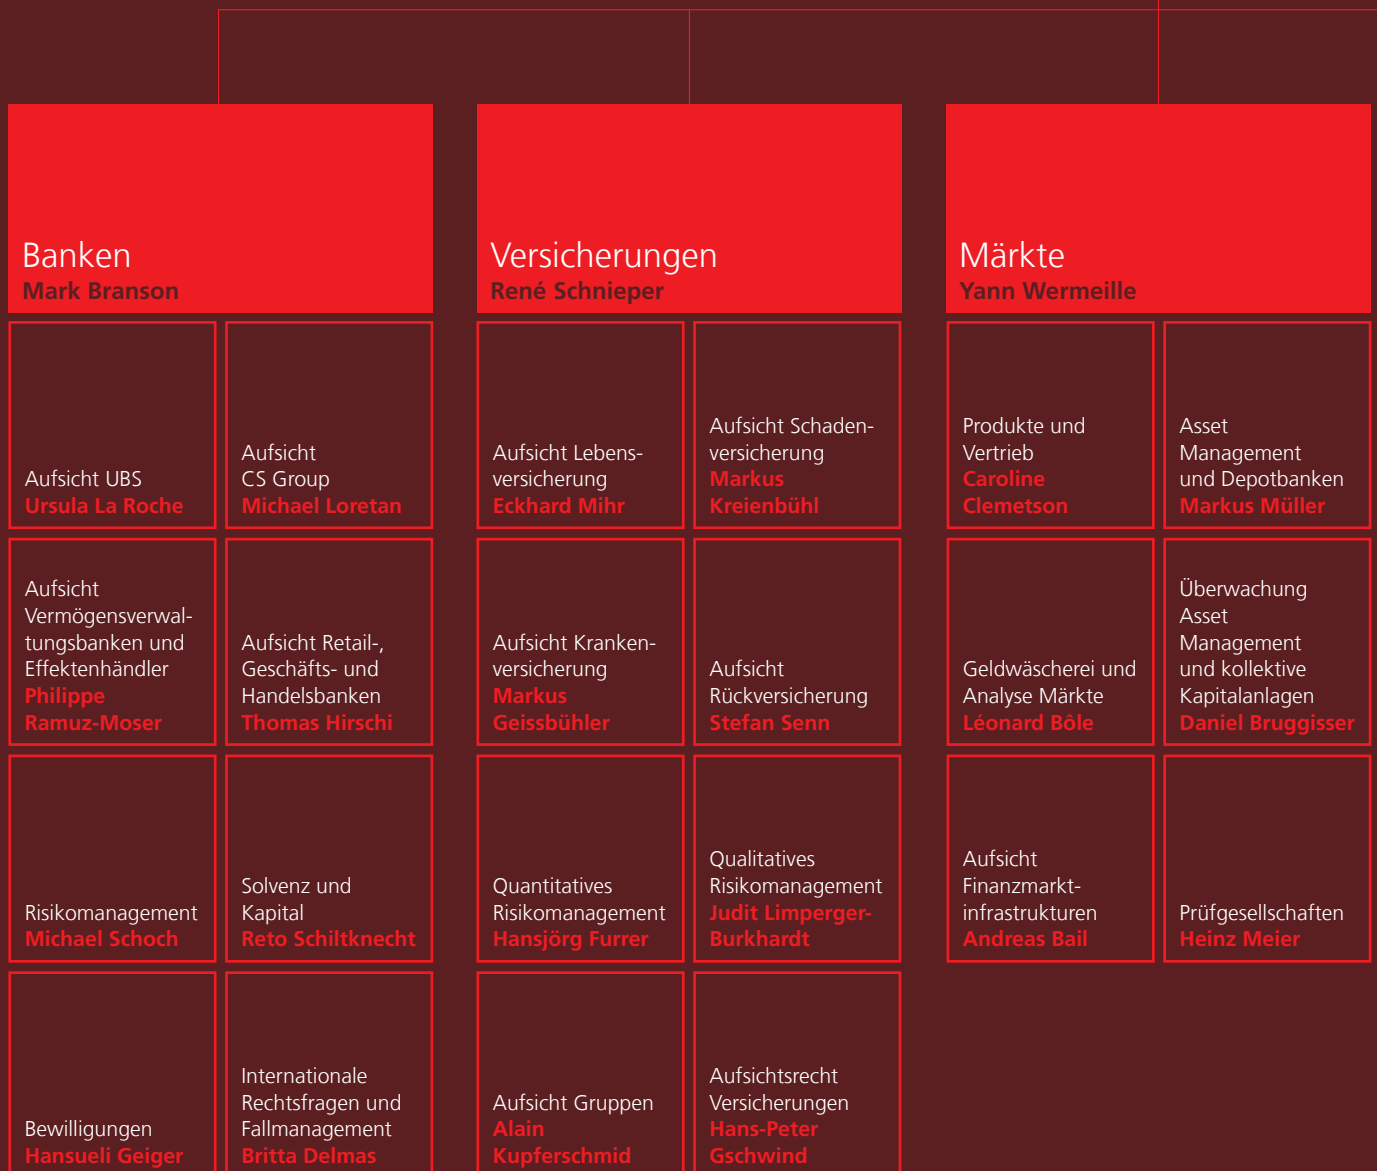 Banken
Mark Branson
Aufsicht UBS
Ursula La Roche
Aufsicht
CS Group
Michael Loretan
Aufsicht
Vermögensverwal-
tungsbanken und
Effektenhändler
Philippe
Ramuz-Moser
Aufsicht Retail-,
Geschäfts- und
Handelsbanken
Thomas Hirschi
Risikomanagement
Michael Schoch
Solvenz und
Kapital
Reto Schiltknecht
Bewilligungen
Hansueli Geiger
Internationale
Rechtsfragen und
Fallmanagement
Britta Delmas
Versicherungen
René Schnieper
Aufsicht Lebens-
versicherung
Eckhard Mihr
Aufsicht Schaden-
versicherung
Markus
Kreienbühl
Aufsicht Kranken-
versicherung
Markus
Geissbühler
Aufsicht
Rückversicherung
Stefan Senn
Quantitatives
Risikomanagement
Hansjörg Furrer
Qualitatives
Risikomanagement
Judit Limperger-
Burkhardt
Aufsicht Gruppen
Alain
Kupferschmid
Aufsichtsrecht
Versicherungen
Hans-Peter
Gschwind
Märkte
Yann Wermeille
Produkte und
Vertrieb
Caroline
Clemetson
Asset
Management
und Depotbanken
Markus Müller
Geldwäscherei und
Analyse Märkte
Léonard Bôle
Überwachung
Asset
Management
und kollektive
Kapitalanlagen
Daniel Bruggisser
Aufsicht
Finanzmarkt-
infrastrukturen
Andreas Bail
Prüfgesellschaften
Heinz Meier